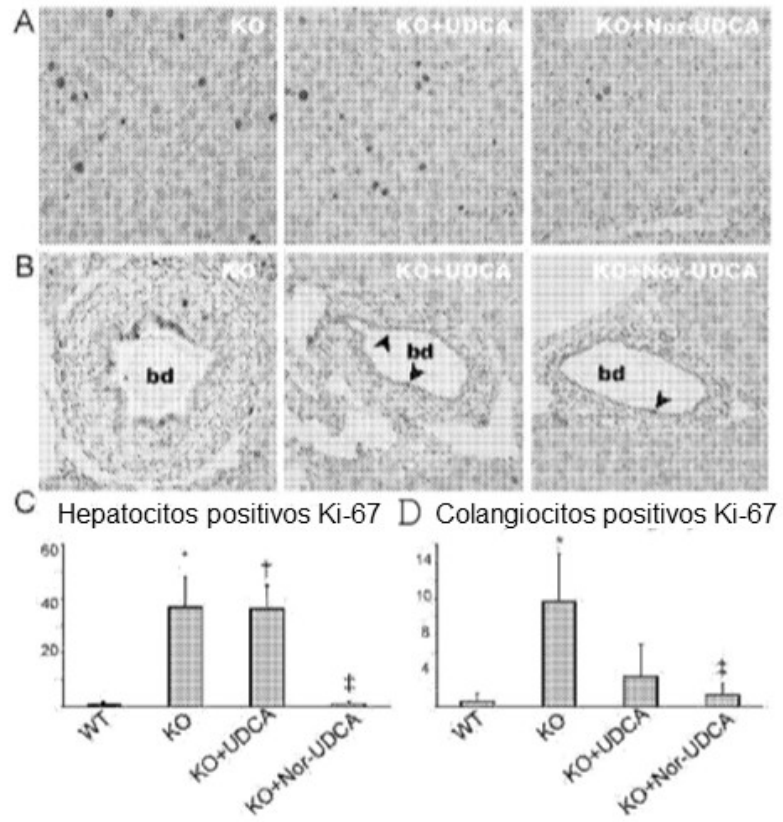 A KO KO+UDCA KO+Nor-UDCA
B KO KO+UDCA KO+Nor-UDCA
bd bd bd
C Hepatocitos positivos Ki-67 D Colangiocitos positivos Ki-67
60
40
20
* † ‡
WT KO KO+UDCA KO+Nor-UDCA
14
10
8
4
* ‡
WT KO KO+UDCA KO+Nor-UDCA